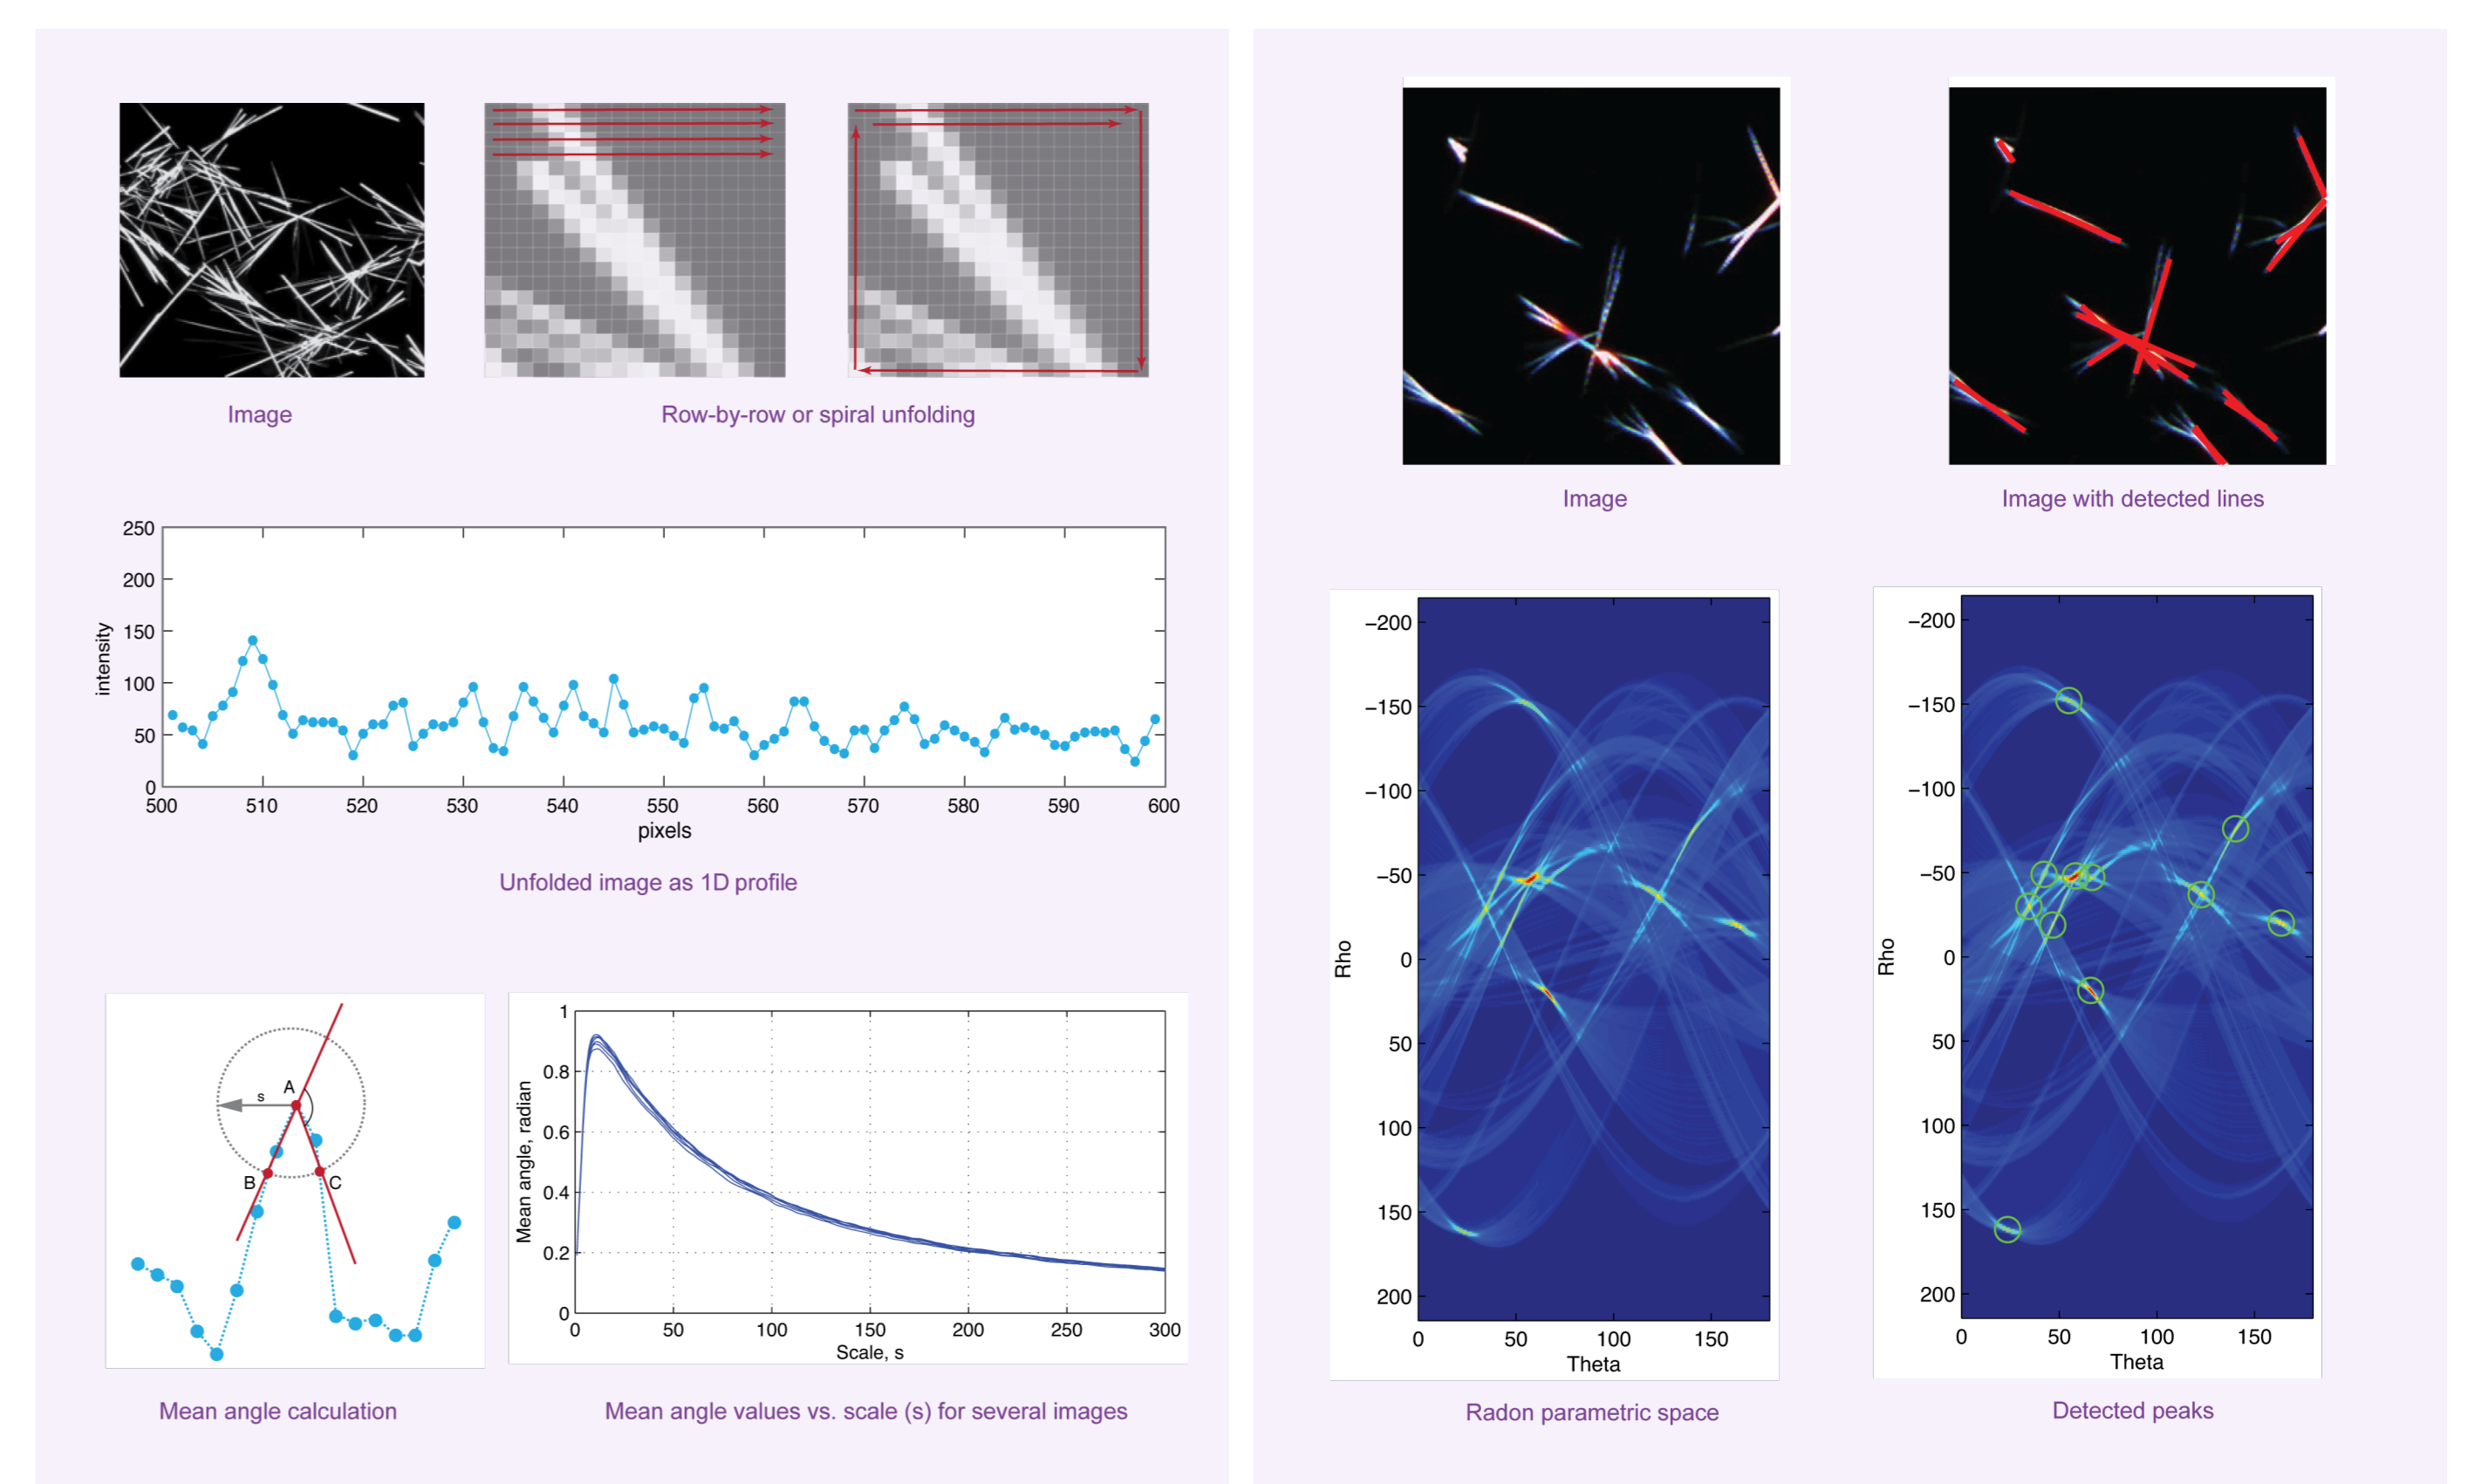 Image
Row-by-row or spiral unfolding
250
200
150
100
50
0
intensity
500 510 520 530 540 550 560 570 580 590 600
pixels
Unfolded image as 1D profile
A
s
B
C
Mean angle calculation
1
0.8
0.6
0.4
0.2
0
Mean angle, radian
0 50 100 150 200 250 300
Scale, s
Mean angle values vs. scale (s) for several images
Image
Image with detected lines
−200
−150
−100
−50
0
50
100
150
200
Rho
0 50 100 150
Theta
Radon parametric space
−200
−150
−100
−50
0
50
100
150
200
Rho
0 50 100 150
Theta
Detected peaks